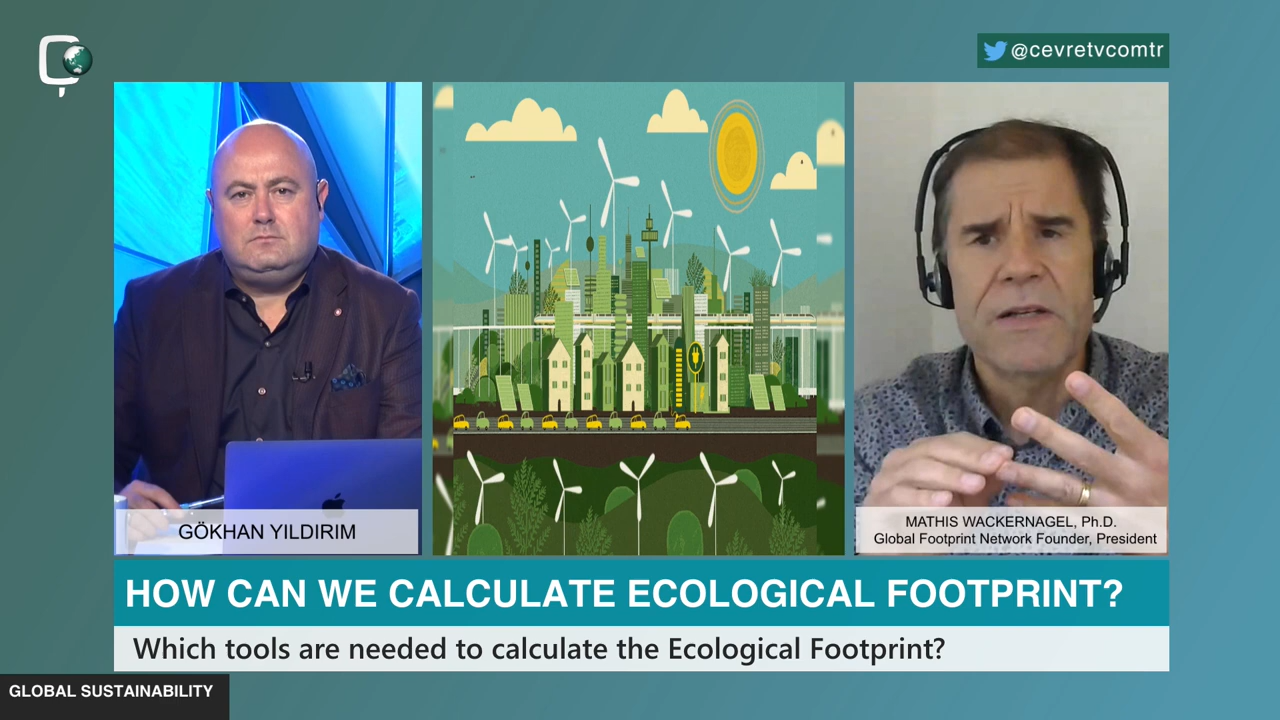 @cevretvcomtr
GÖKHAN YILDIRIM
MATHIS WACKERNAGEL, Ph.D.
Global Footprint Network Founder, President
HOW CAN WE CALCULATE ECOLOGICAL FOOTPRINT?
Which tools are needed to calculate the Ecological Footprint?
GLOBAL SUSTAINABILITY